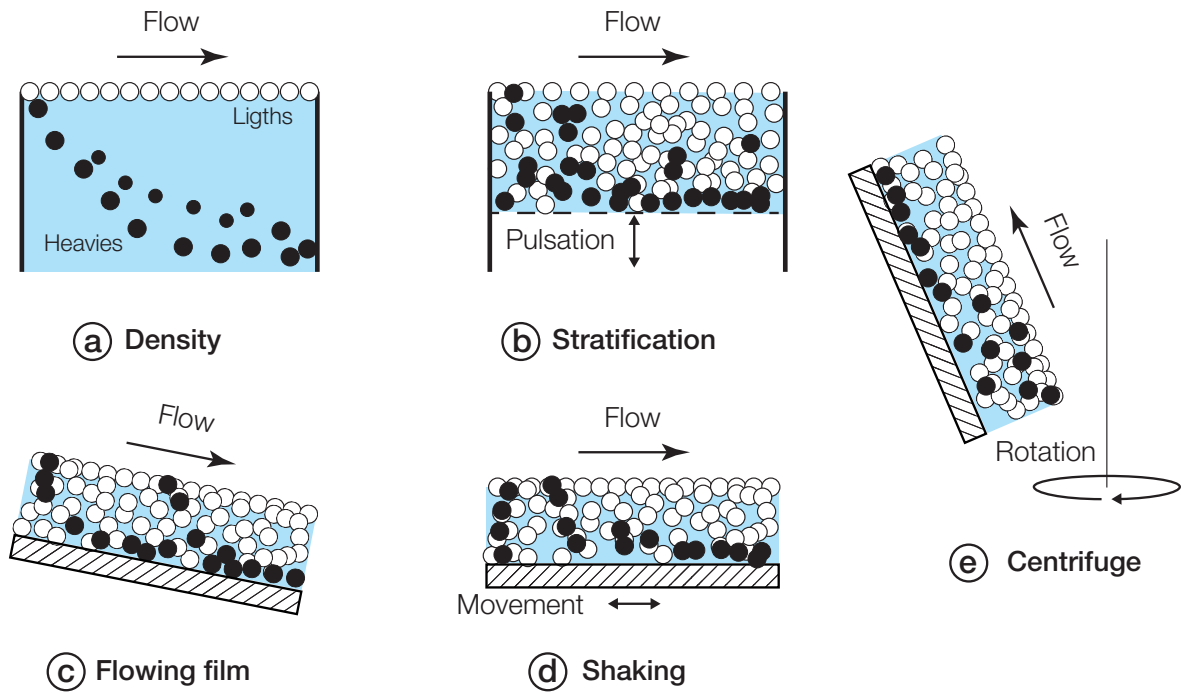 Flow
Ligths
Heavies
a Density
Flow
Pulsation
b Stratification
Flow
c Flowing film
Flow
Movement
d Shaking
Flow
Rotation
e Centrifuge